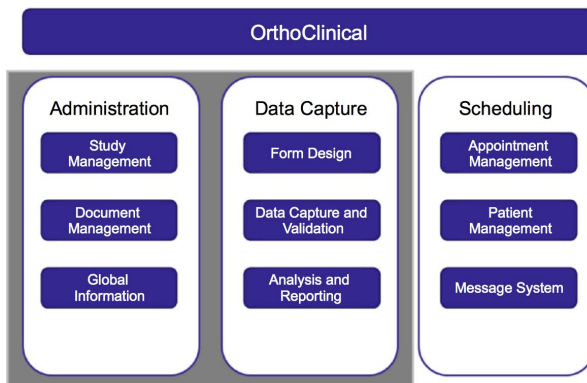 OrthoClinical
Administration
Study
Management
Document
Management
Global
Information
Data Capture
Form Design
Data Capture and
Validation
Analysis and
Reporting
Scheduling
Appointment
Management
Patient
Management
Message System